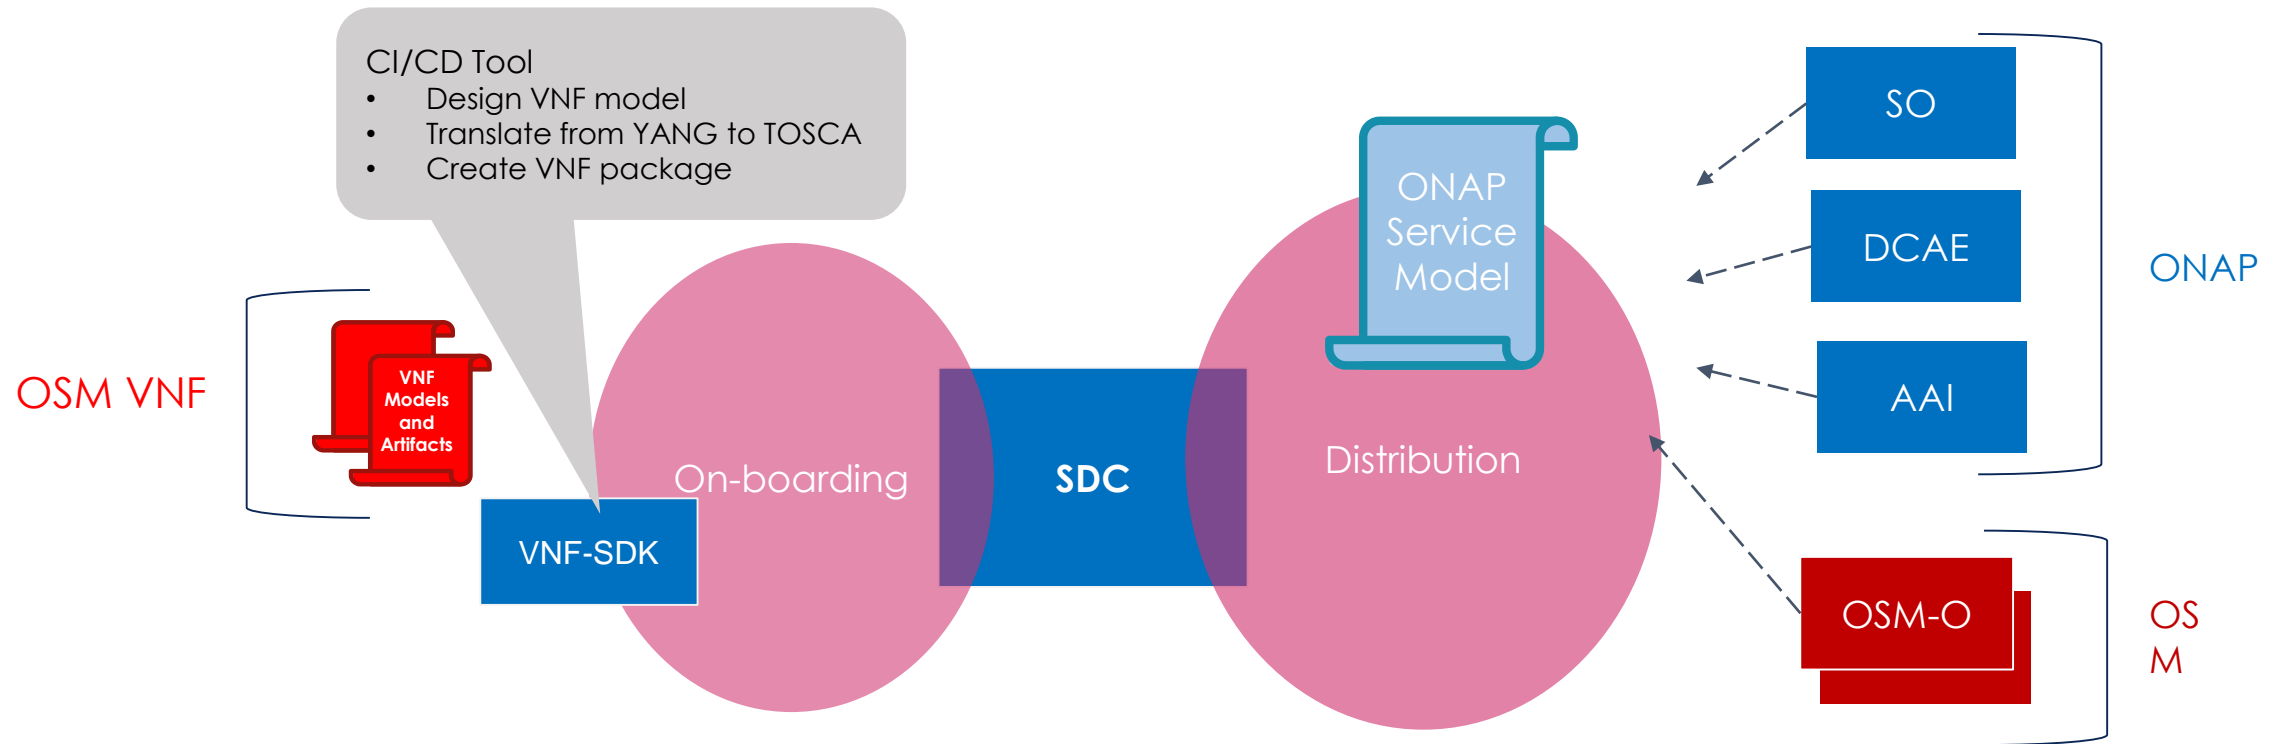 CI/CD Tool
• Design VNF model
• Translate from YANG to TOSCA
• Create VNF package
OSM VNF
VNF
Models
and
Artifacts
VNF-SDK
On-boarding
SDC
ONAP
Service
Model
Distribution
SO
DCAE
AAI
ONAP
OSM-O
OS
M